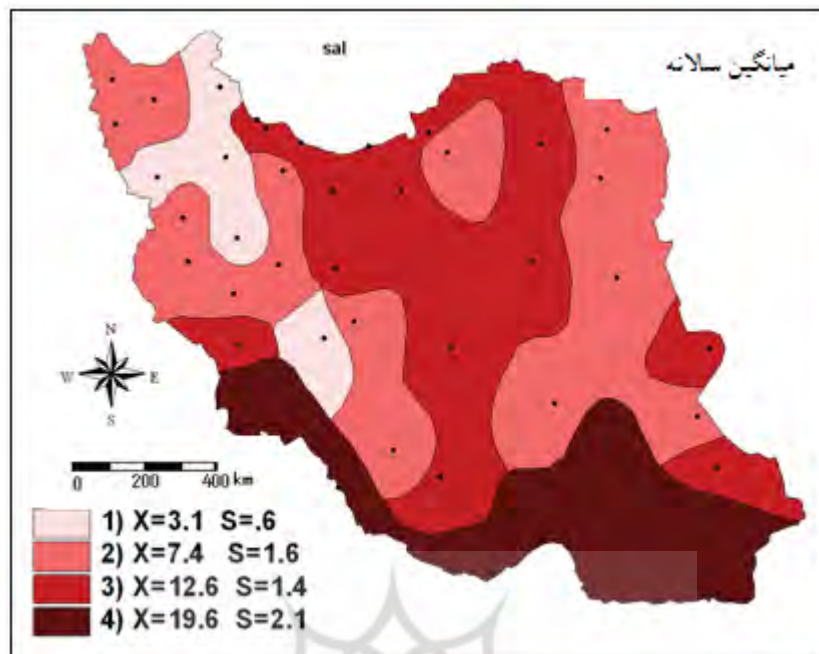 sal
میانگین سالانه
N
W E
S
0 200 400 km
1) X=3.1 S=.6
2) X=7.4 S=1.6
3) X=12.6 S=1.4
4) X=19.6 S=2.1